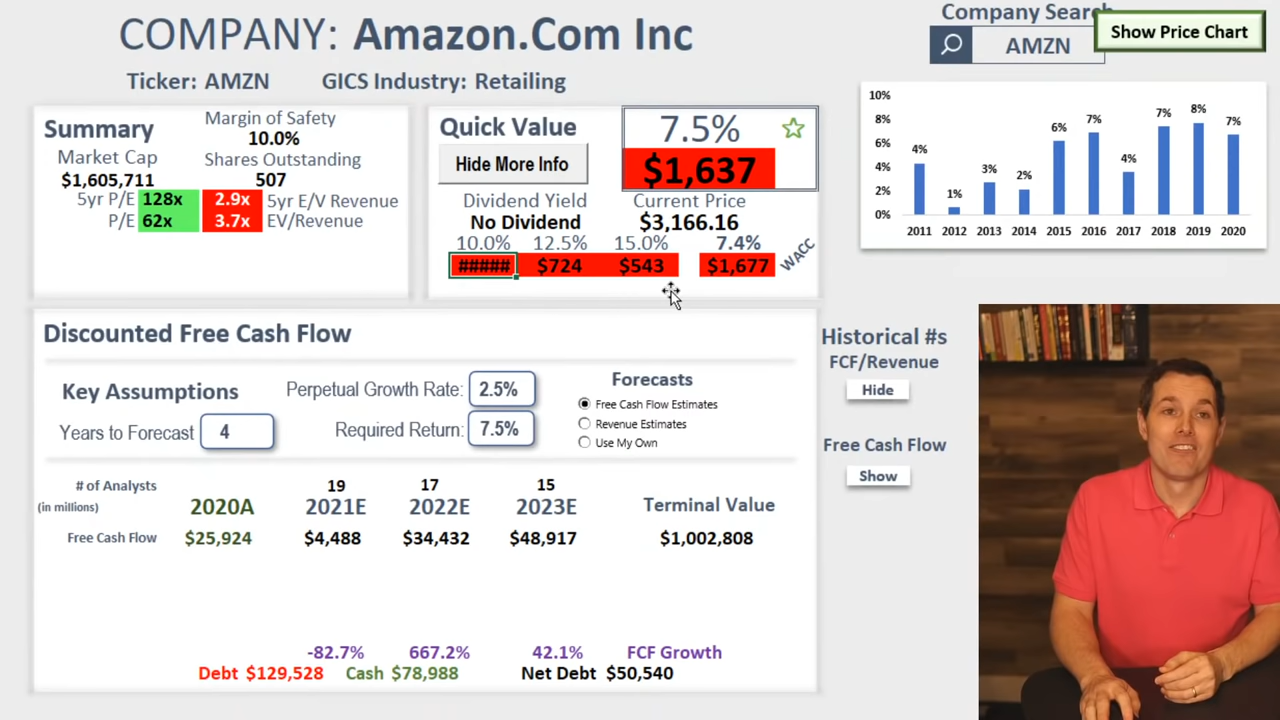 COMPANY: Amazon.Com Inc
Ticker: AMZN GICS Industry: Retailing
Company Search
AMZN
Show Price Chart
Summary
Margin of Safety
10.0%
Market Cap
$1,605,711
Shares Outstanding
507
5yr P/E 128x 2.9x 5yr E/V Revenue
P/E 62x 3.7x EV/Revenue
Quick Value
7.5%
Hide More Info
$1,637
Dividend Yield
No Dividend
Current Price
$3,166.16
10.0% 12.5% 15.0% 7.4%
##### $724 $543 $1,677
WACC
10%
8%
6%
4%
2%
0%
4% 1% 3% 2% 6% 7% 4% 7% 8% 7%
2011 2012 2013 2014 2015 2016 2017 2018 2019 2020
Discounted Free Cash Flow
Key Assumptions
Years to Forecast 4
Perpetual Growth Rate: 2.5%
Required Return: 7.5%
Forecasts
Free Cash Flow Estimates
Revenue Estimates
Use My Own
Historical #s
FCF/Revenue
Hide
Free Cash Flow
Show
# of Analysts 19 17 15
(in millions) 2020A 2021E 2022E 2023E Terminal Value
Free Cash Flow $25,924 $4,488 $34,432 $48,917 $1,002,808
-82.7% 667.2% 42.1% FCF Growth
Debt $129,528 Cash $78,988 Net Debt $50,540